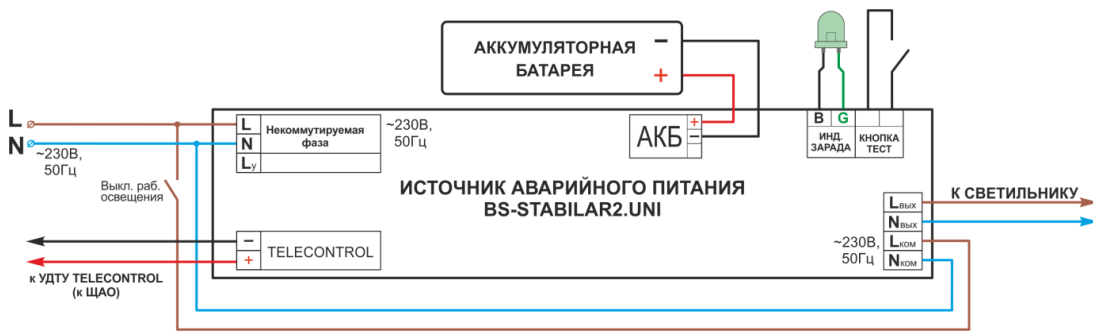 L
N
~230В,
50Гц
Выкл. раб.
освещения
к УДТУ TELECONTROL
(к ЩАО)
L
N
Lу
Некоммутируемая
фаза
~230В,
50Гц
−
+
TELECONTROL
АККУМУЛЯТОРНАЯ
БАТАРЕЯ
−
+
АКБ
+
−
B G
ИНД.
ЗАРАДА
КНОПКА
ТЕСТ
ИСТОЧНИК АВАРИЙНОГО ПИТАНИЯ
BS-STABILAR2.UNI
К СВЕТИЛЬНИКУ
Lвых
Nвых
Lком
Nком
~230В,
50Гц